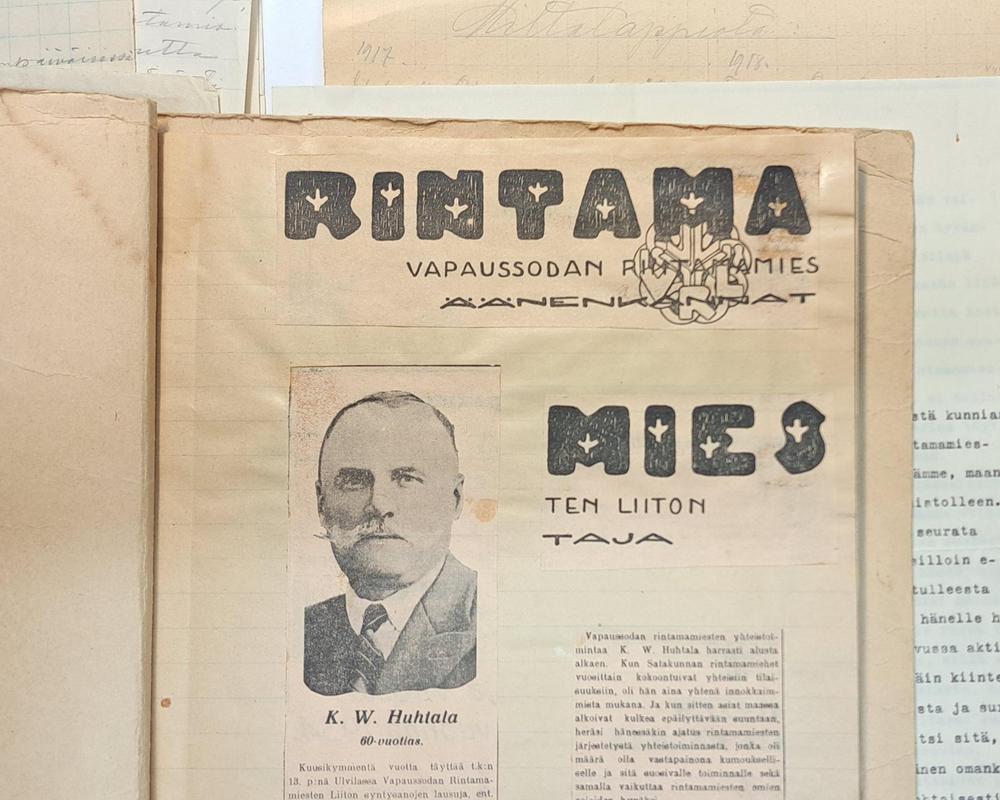 Mittatappiota
1917. 1918.
RINTAMA
VAPAUSSODAN RINTAMAMIES
ÄÄNENKANNAT
MIES
TEN LIITON
TAJA
K. W. Huhtala
60-vuotias.
Kuusikymmentä vuotta täyttää t.k:n
13. p:nä Ulvilassa Vapaussodan Rintama-
miesten Liiton syntysanojen lausuja, ent.
Vapaussodan rintamamiesten yhteistoi-
mintaa K. W. Huhtala harrasti alusta
alkaen. Kun Satakunnan rintamamiehet
vuosittain kokoontuivat yhteisiin tilai-
suuksiin, oli hän aina yhtenä innokkaim-
mista mukana. Ja kun sitten asiat maassa
alkoivat kulkea epäilyttävään suuntaan,
heräsi hänessäkin ajatus rintamamiesten
järjestetystä yhteistoiminnasta, jonka oli
määrä olla vastapainona kumouksell-
selle ja sitä suosivalle toiminnalle sekä
samalla vaikuttaa rintamamiesten omien
stä kunnia
tamamies-
ämme, maan
istolleen.
seurata
silloin e-
tulleesta
hänelle h
vussa akti
äin kiinte
sta ja su
tsi sitä,
inen omank